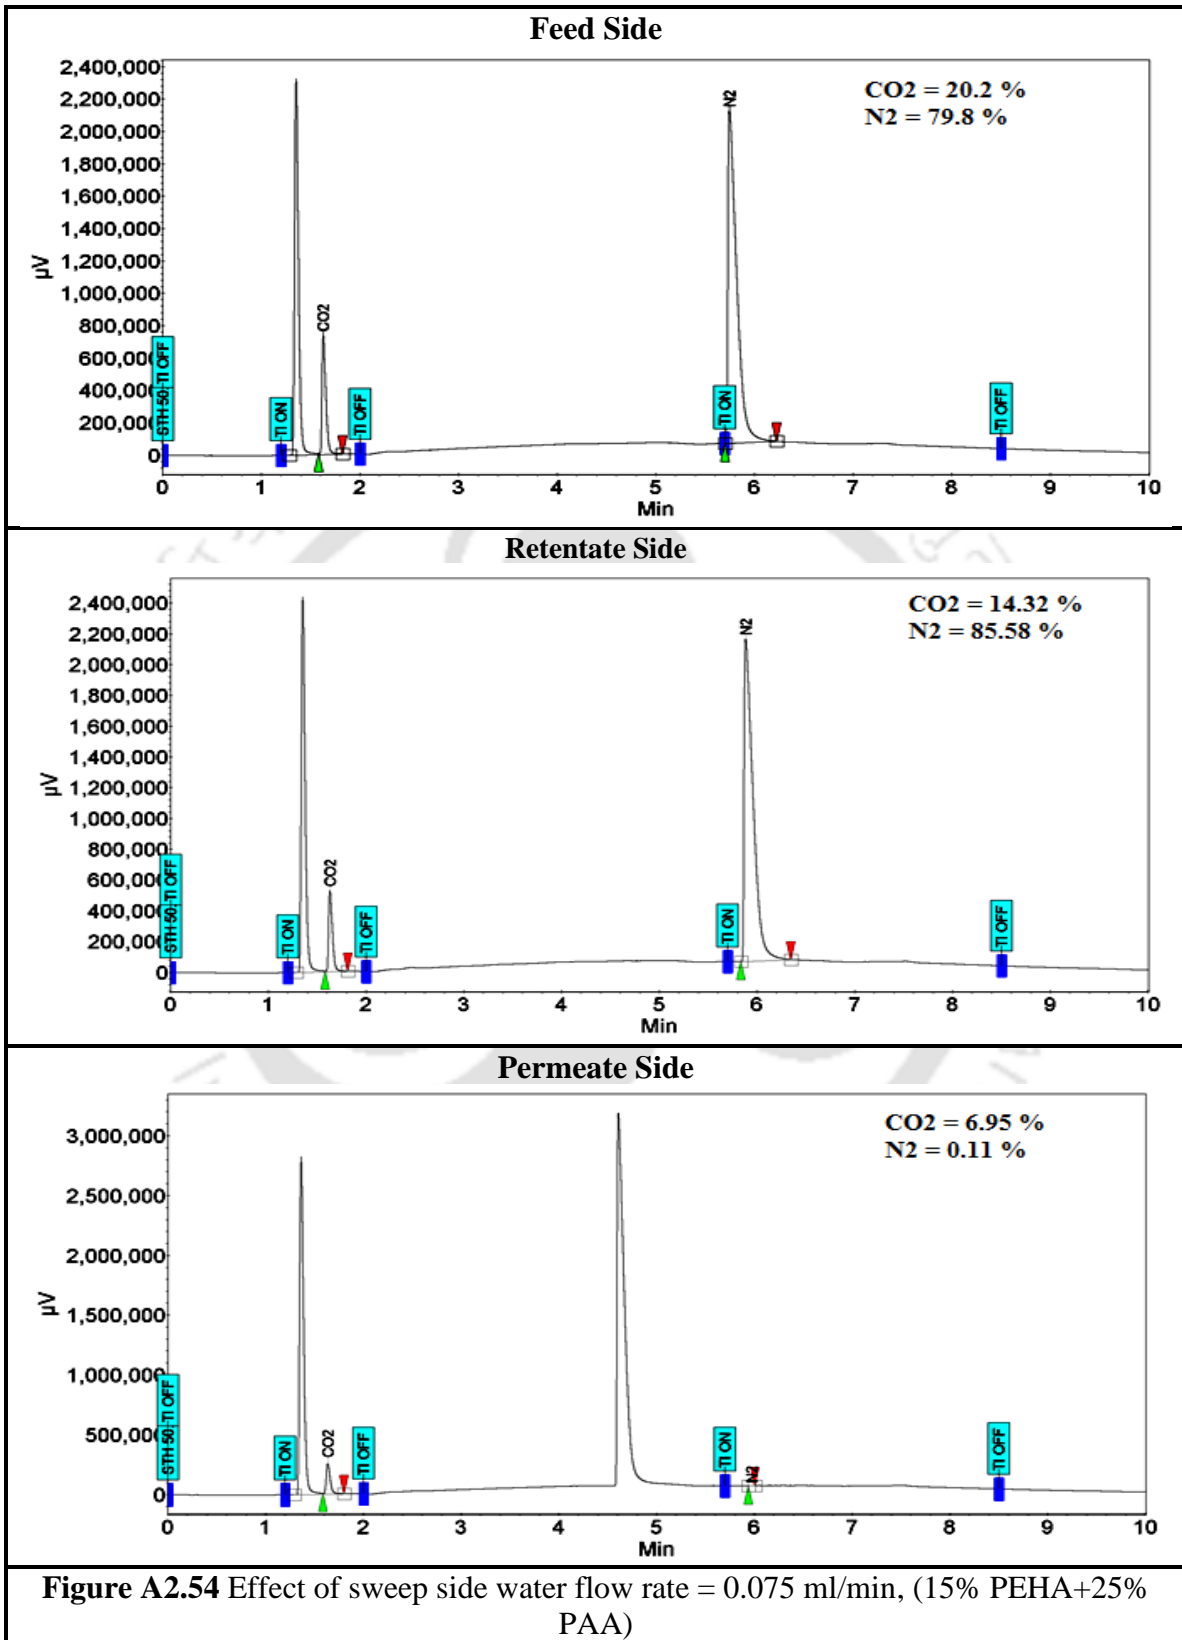 Feed Side
2,400,000
2,200,000
2,000,000
1,800,000
1,600,000
1,400,000
1,200,000
1,000,000
800,000
600,000
400,000
200,000
0
µV
STH 50,-TI OFF
TI ON
CO2
TI OFF
N2
TI ON
TI OFF
CO2 = 20.2 %
N2 = 79.8 %
0 1 2 3 4 5 6 7 8 9 10
Min
Retentate Side
2,400,000
2,200,000
2,000,000
1,800,000
1,600,000
1,400,000
1,200,000
1,000,000
800,000
600,000
400,000
200,000
0
µV
STH 50,-TI OFF
-TI ON
CO2
-TI OFF
N2
-TI ON
-TI OFF
CO2 = 14.32 %
N2 = 85.58 %
0 1 2 3 4 5 6 7 8 9 10
Min
Permeate Side
3,000,000
2,500,000
2,000,000
1,500,000
1,000,000
500,000
0
µV
STH 50,-TI OFF
-TI ON
CO2
-TI OFF
-TI ON
N2
-TI OFF
CO2 = 6.95 %
N2 = 0.11 %
0 1 2 3 4 5 6 7 8 9 10
Min
Figure A2.54 Effect of sweep side water flow rate = 0.075 ml/min, (15% PEHA+25%
PAA)